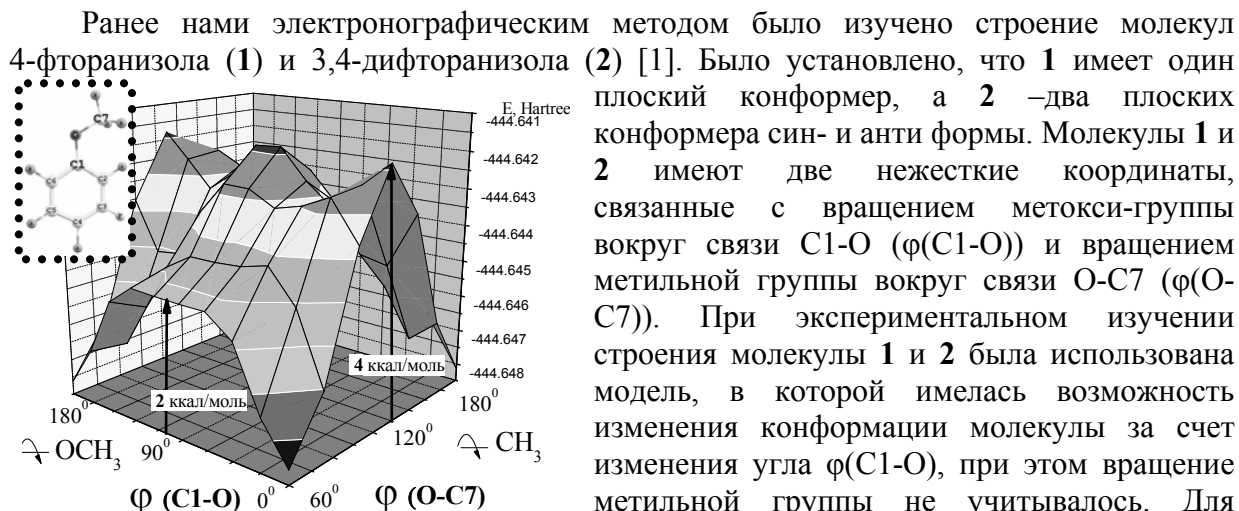 Ранее нами электронографическим методом было изучено строение молекул
4-фторанизола (1) и 3,4-дифторанизола (2) [1]. Было установлено, что 1 имеет один
плоский конформер, а 2 –два плоских
конформера син- и анти формы. Молекулы 1 и
2 имеют две нежесткие координаты,
связанные с вращением метокси-группы
вокруг связи C1-O (φ(C1-O)) и вращением
метильной группы вокруг связи O-C7 (φ(O-
C7)). При экспериментальном изучении
строения молекулы 1 и 2 была использована
модель, в которой имелась возможность
изменения конформации молекулы за счет
изменения угла φ(C1-O), при этом вращение
метильной группы не учитывалось. Для
C7
C1
E, Hartree
-444.641
-444.642
-444.643
-444.644
-444.645
-444.646
-444.647
-444.648
4 ккал/моль
2 ккал/моль
180⁰
90⁰
0⁰
60⁰
120⁰
180⁰
OCH₃
CH₃
φ (C1-O)
φ (O-C7)